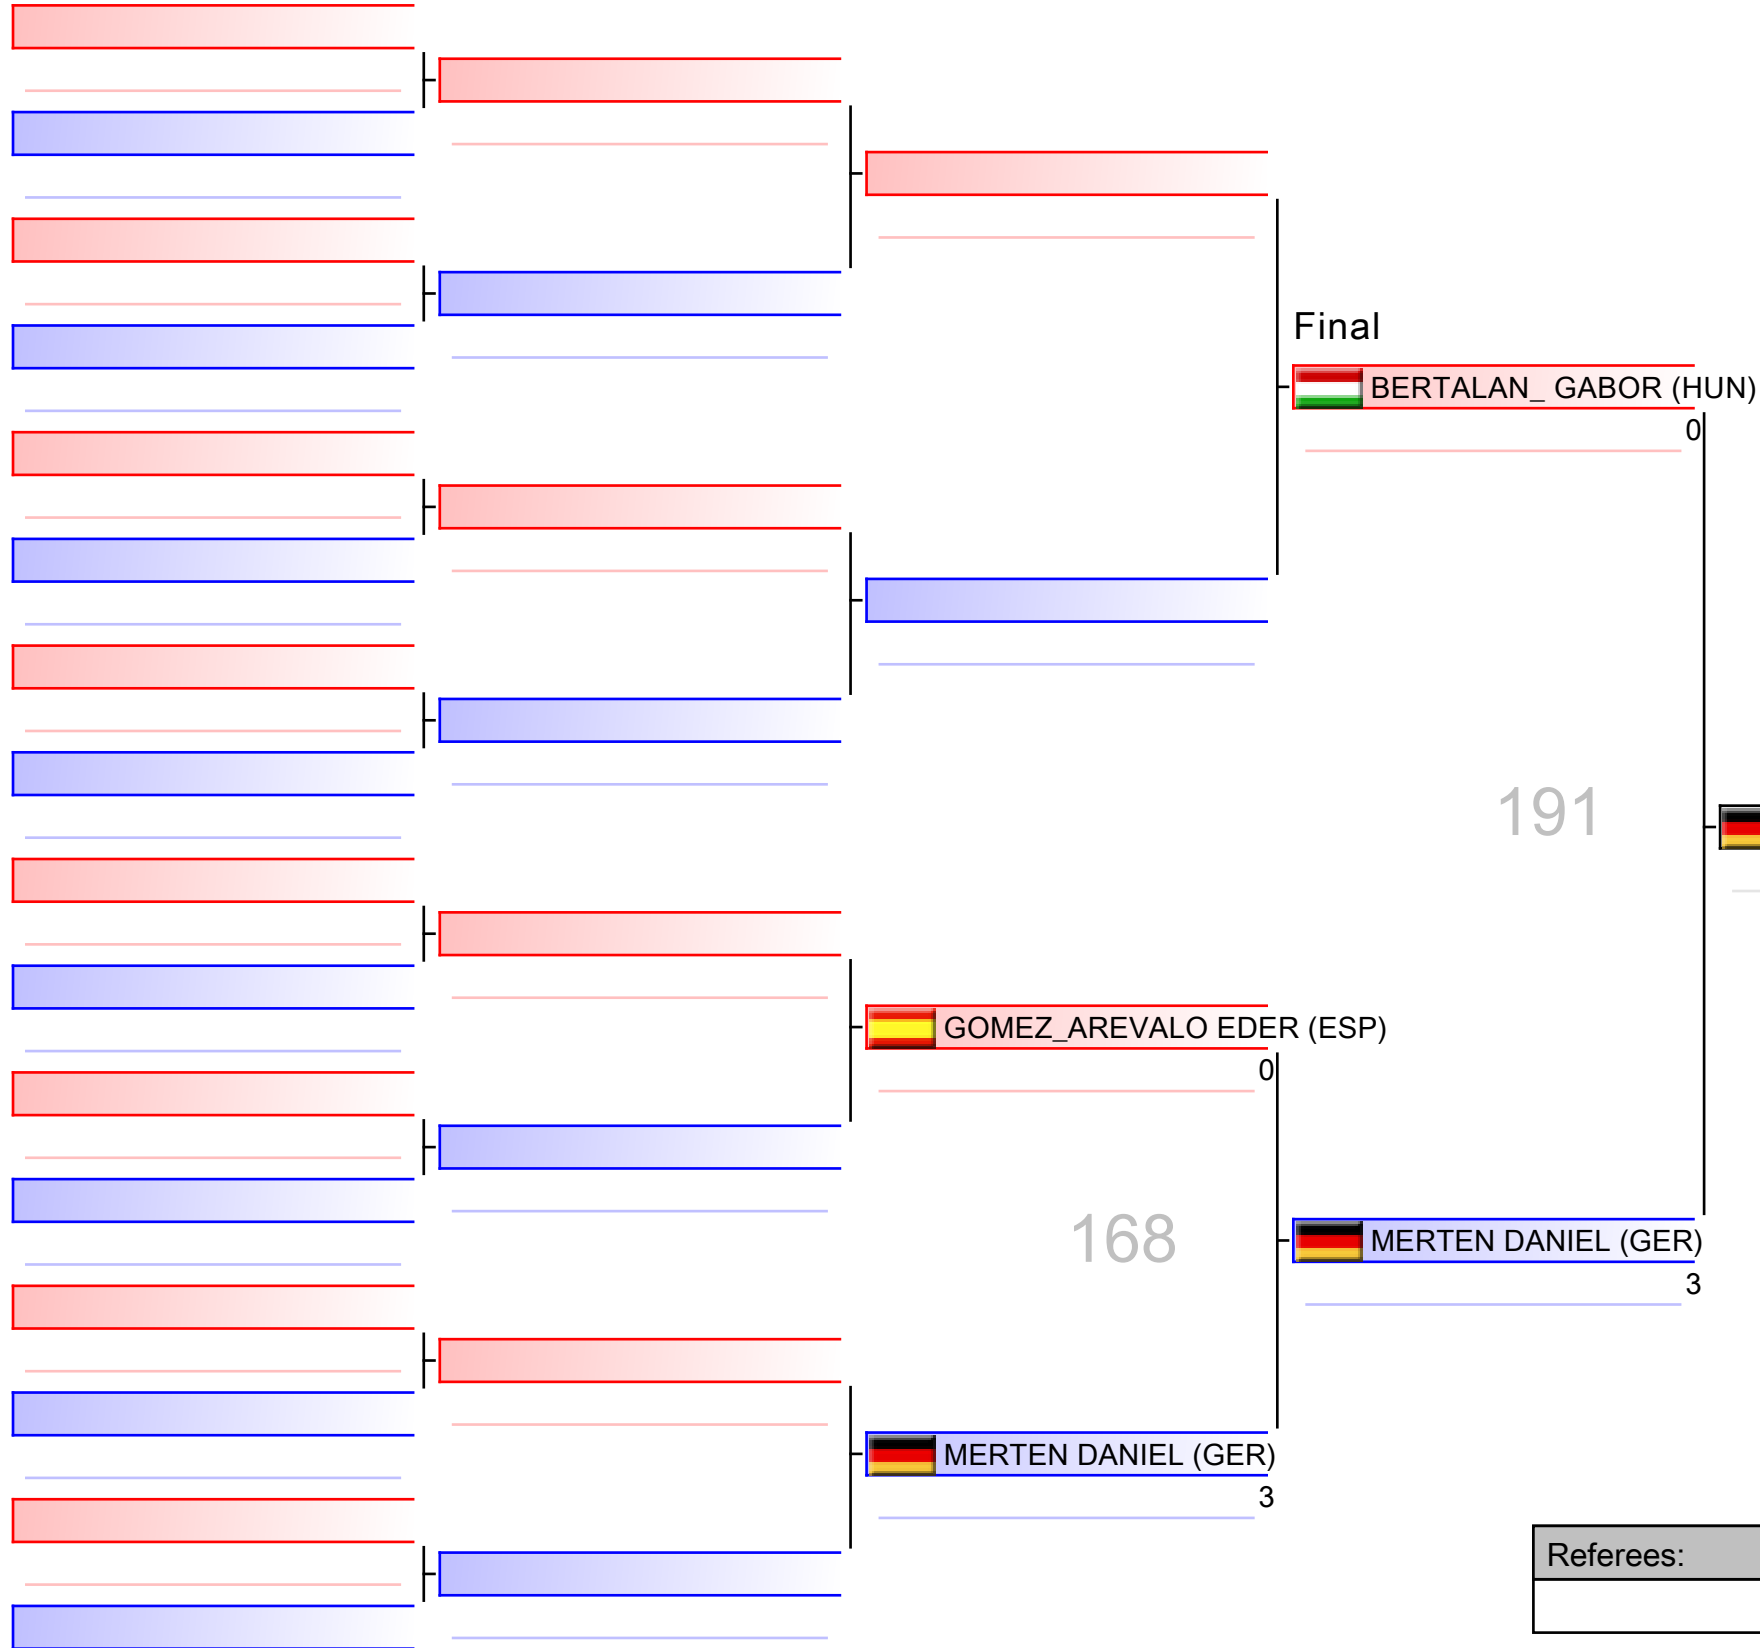 Final
BERTALAN_ GABOR (HUN)
0
191
GOMEZ_AREVALO EDER (ESP)
0
168
MERTEN DANIEL (GER)
3
MERTEN DANIEL (GER)
3
Referees: